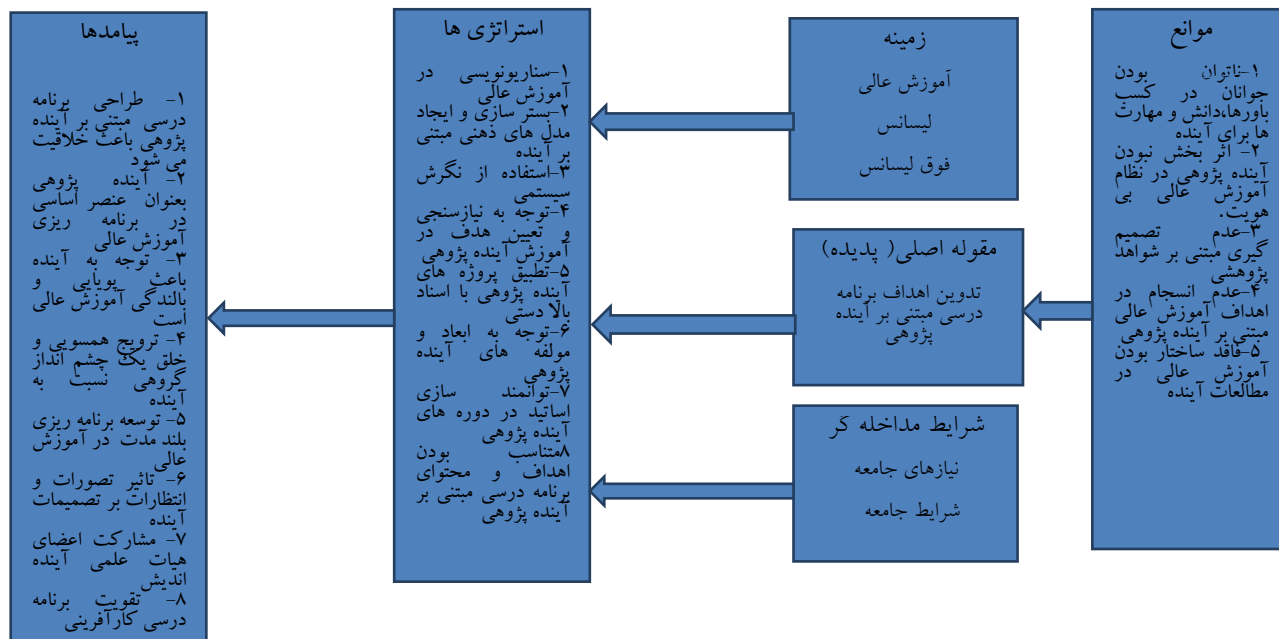 موانع
۱-ناتوان بودن
جوانان در کسب
باورها،دانش و مهارت
ها برای آینده
۲- اثر بخش نبودن
آینده پژوهی در نظام
آموزش عالی بی
هویت.
۳-عدم تصمیم
گیری مبتنی بر شواهد
پژوهشی
۴-عدم انسجام در
اهداف آموزش عالی
مبتنی بر آینده پژوهی
۵-فاقد ساختار بودن
آموزش عالی در
مطالعات آینده
زمینه
آموزش عالی
لیسانس
فوق لیسانس
مقوله اصلی( پدیده)
تدوین اهداف برنامه
درسی مبتنی بر آینده
پژوهی
شرایط مداخله گر
نیازهای جامعه
شرایط جامعه
استراتژی ها
۱-سناریونویسی در
آموزش عالی
۲-بستر سازی و ایجاد
مدل های ذهنی مبتنی
بر آینده
۳-استفاده از نگرش
سیستمی
۴-توجه به نیازسنجی
و تعیین هدف در
آموزش آینده پژوهی
۵-تطبیق پروژه های
آینده پژوهی با اسناد
بالا دستی
۶-توجه به ابعاد و
مولفه های آینده
پژوهی
۷-توانمند سازی
اساتید در دوره های
آینده پژوهی
۸متناسب بودن
اهداف و محتوای
برنامه درسی مبتنی بر
آینده پژوهی
پیامدها
۱- طراحی برنامه
درسی مبتنی بر آینده
پژوهی باعث خلاقیت
می شود
۲- آینده پژوهی
بعنوان عنصر اساسی
در برنامه ریزی
آموزش عالی
۳- توجه به آینده
باعث پویایی و
بالندگی آموزش عالی
است
۴- ترویج همسویی و
خلق یک چشم انداز
گروهی نسبت به
آینده
۵- توسعه برنامه ریزی
بلند مدت در آموزش
عالی
۶- تاثیر تصورات و
انتظارات بر تصمیمات
آینده
۷- مشارکت اعضای
هیات علمی آینده
اندیش
۸- تقویت برنامه
درسی کارآفرینی